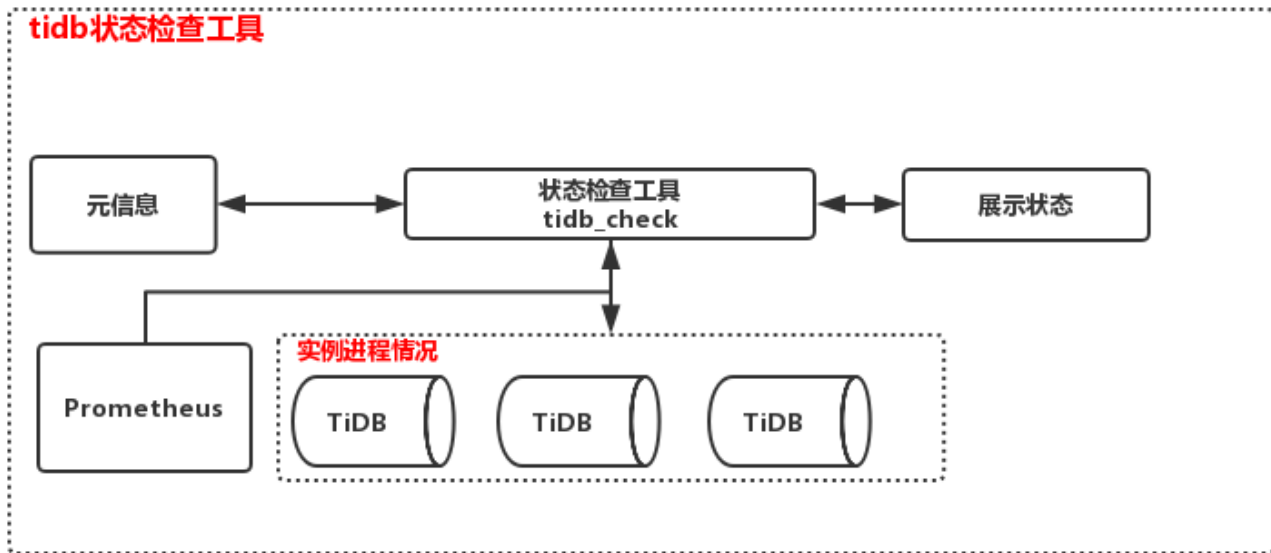 tidb状态检查工具
元信息
状态检查工具
tidb_check
展示状态
Prometheus
实例进程情况
TiDB
TiDB
TiDB